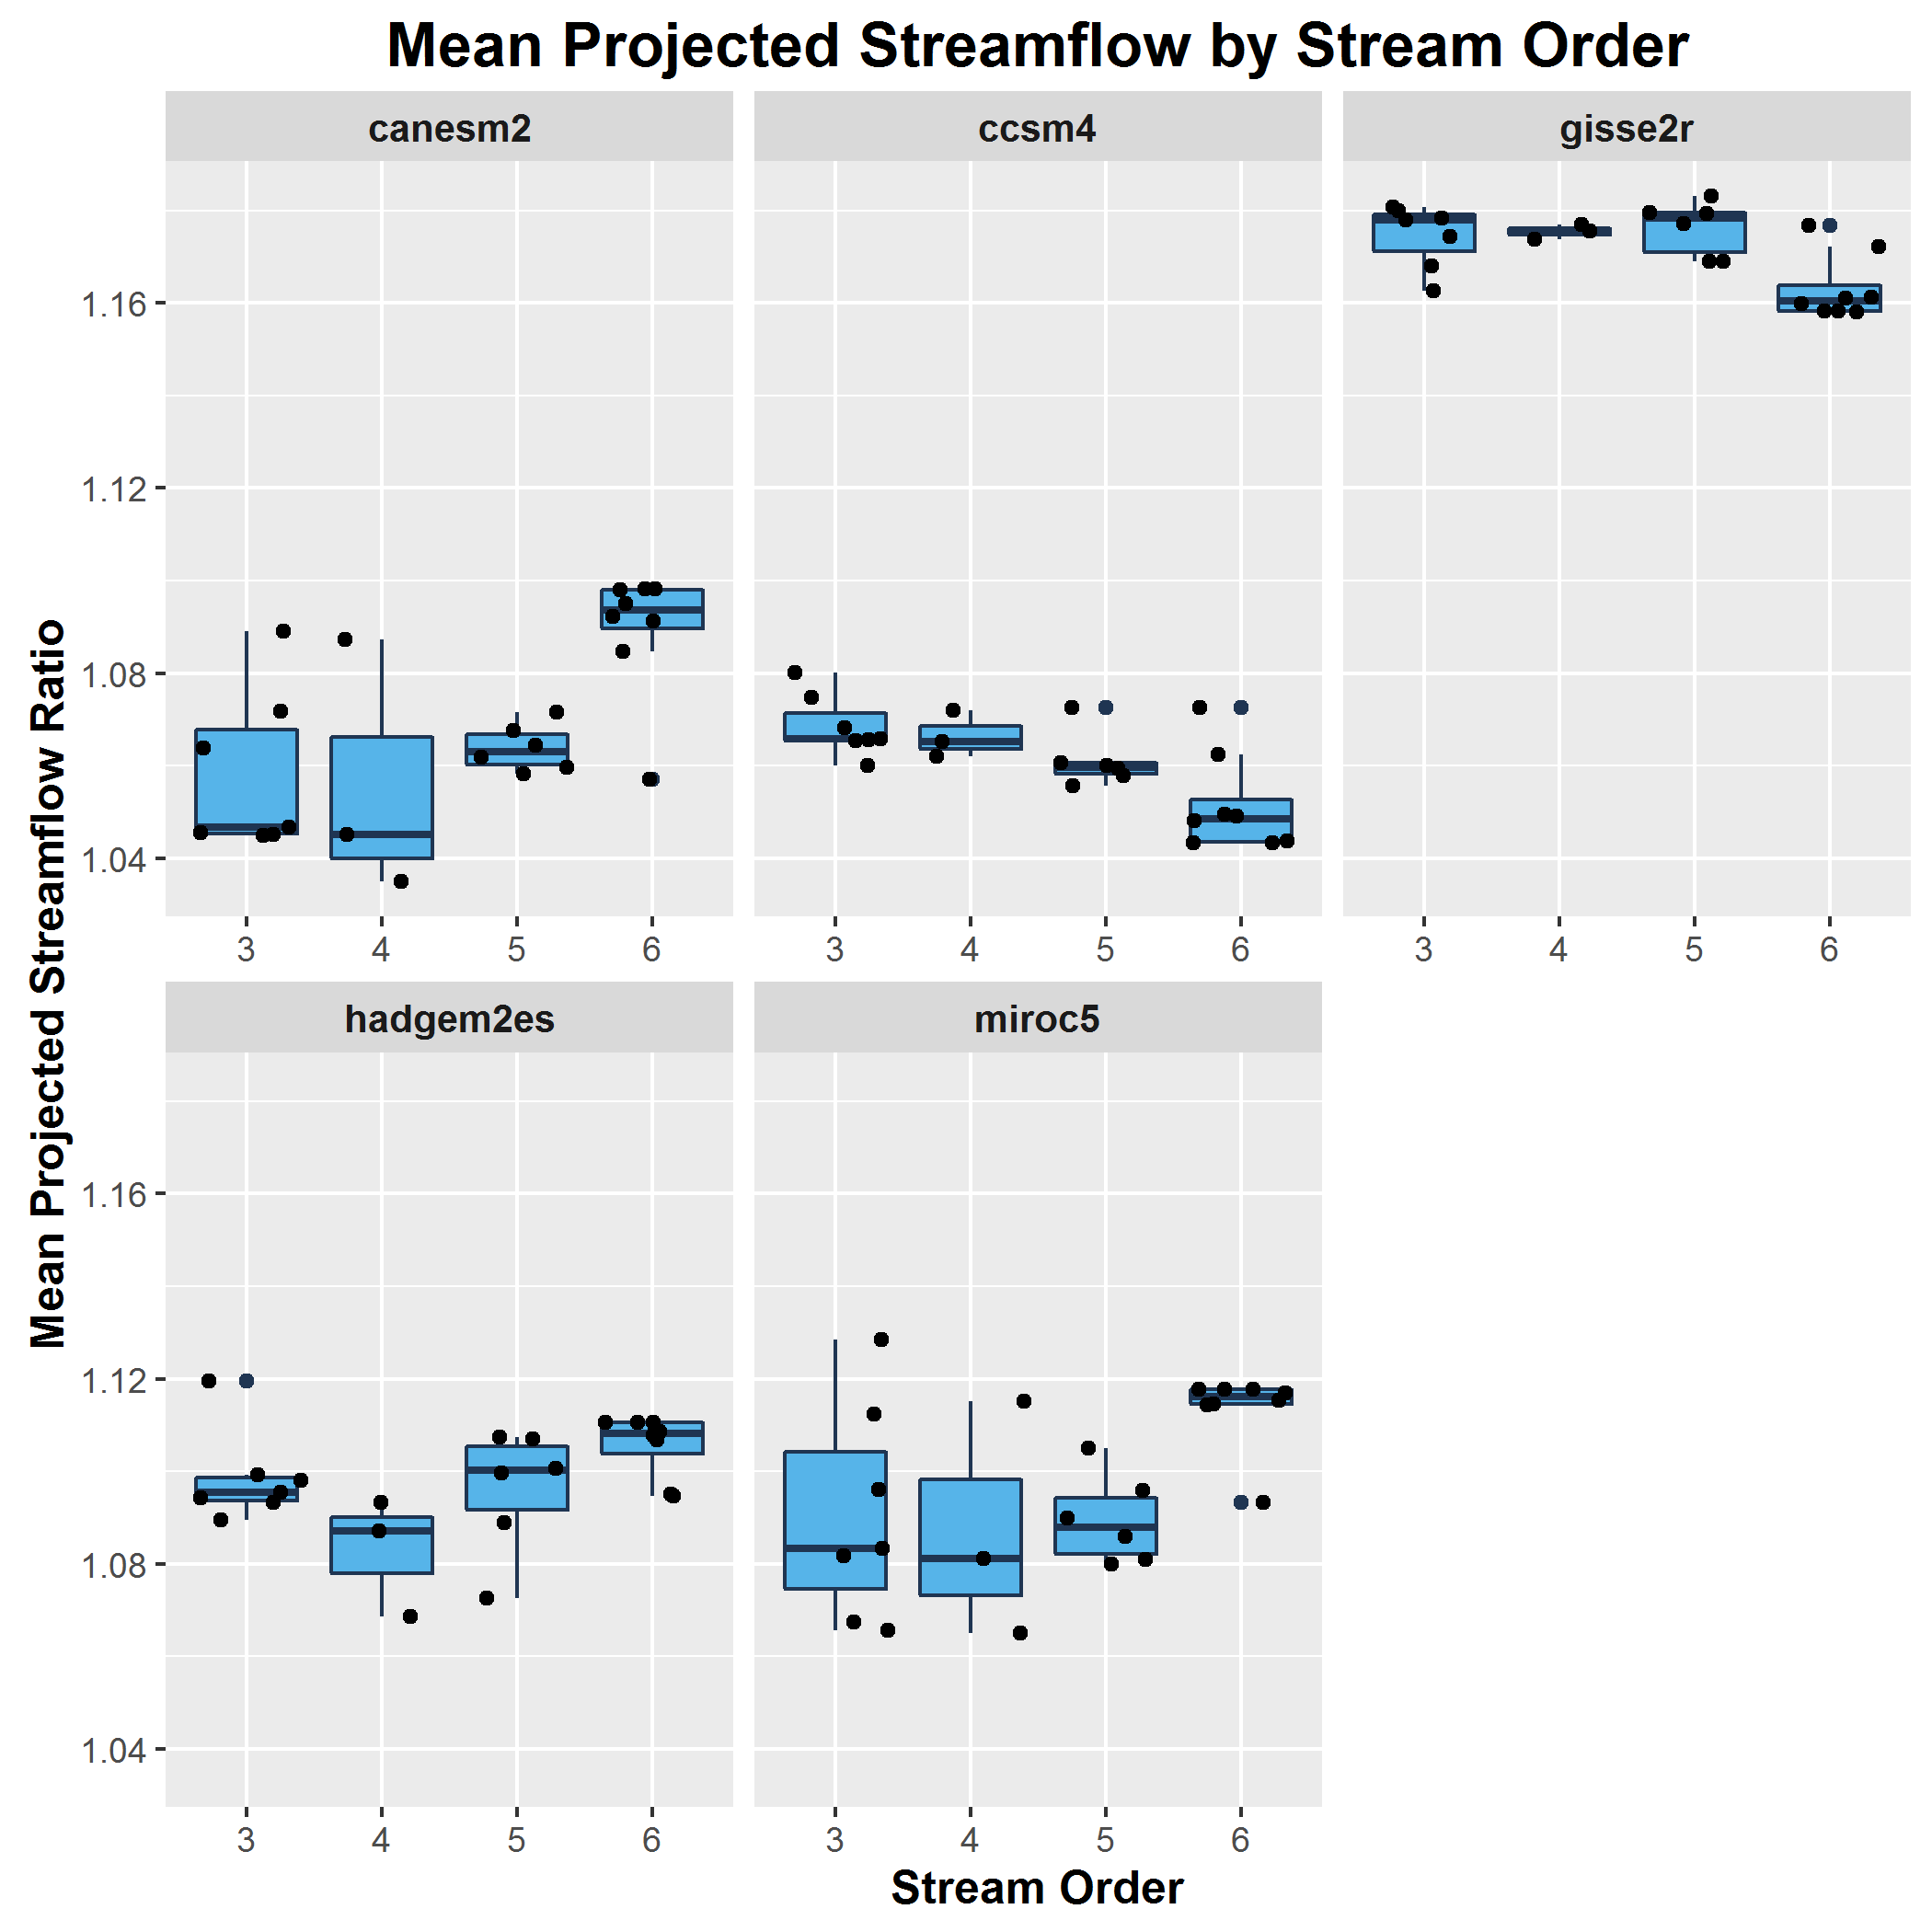 Mean Projected Streamflow by Stream Order
canesm2
ccsm4
gisse2r
1.16
1.12
1.08
1.04
3 4 5 6
3 4 5 6
3 4 5 6
Mean Projected Streamflow Ratio
hadgem2es
miroc5
1.16
1.12
1.08
1.04
3 4 5 6
3 4 5 6
Stream Order